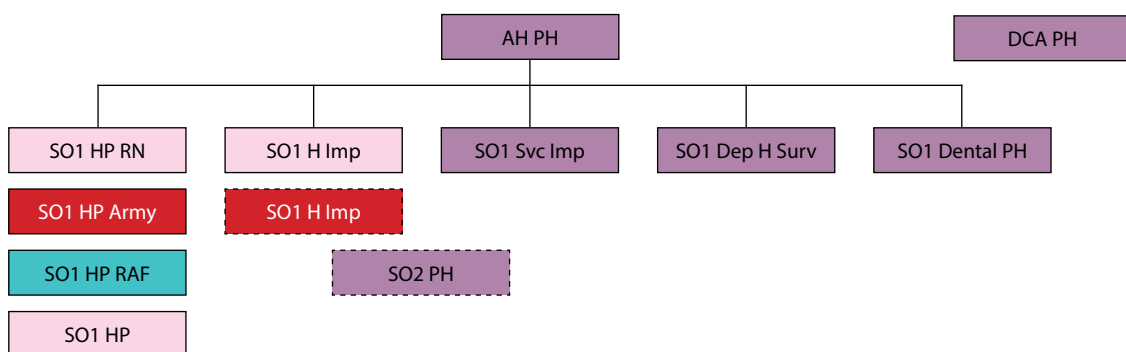 AH PH
DCA PH
SO1 HP RN
SO1 H Imp
SO1 Svc Imp
SO1 Dep H Surv
SO1 Dental PH
SO1 HP Army
SO1 H Imp
SO1 HP RAF
SO2 PH
SO1 HP